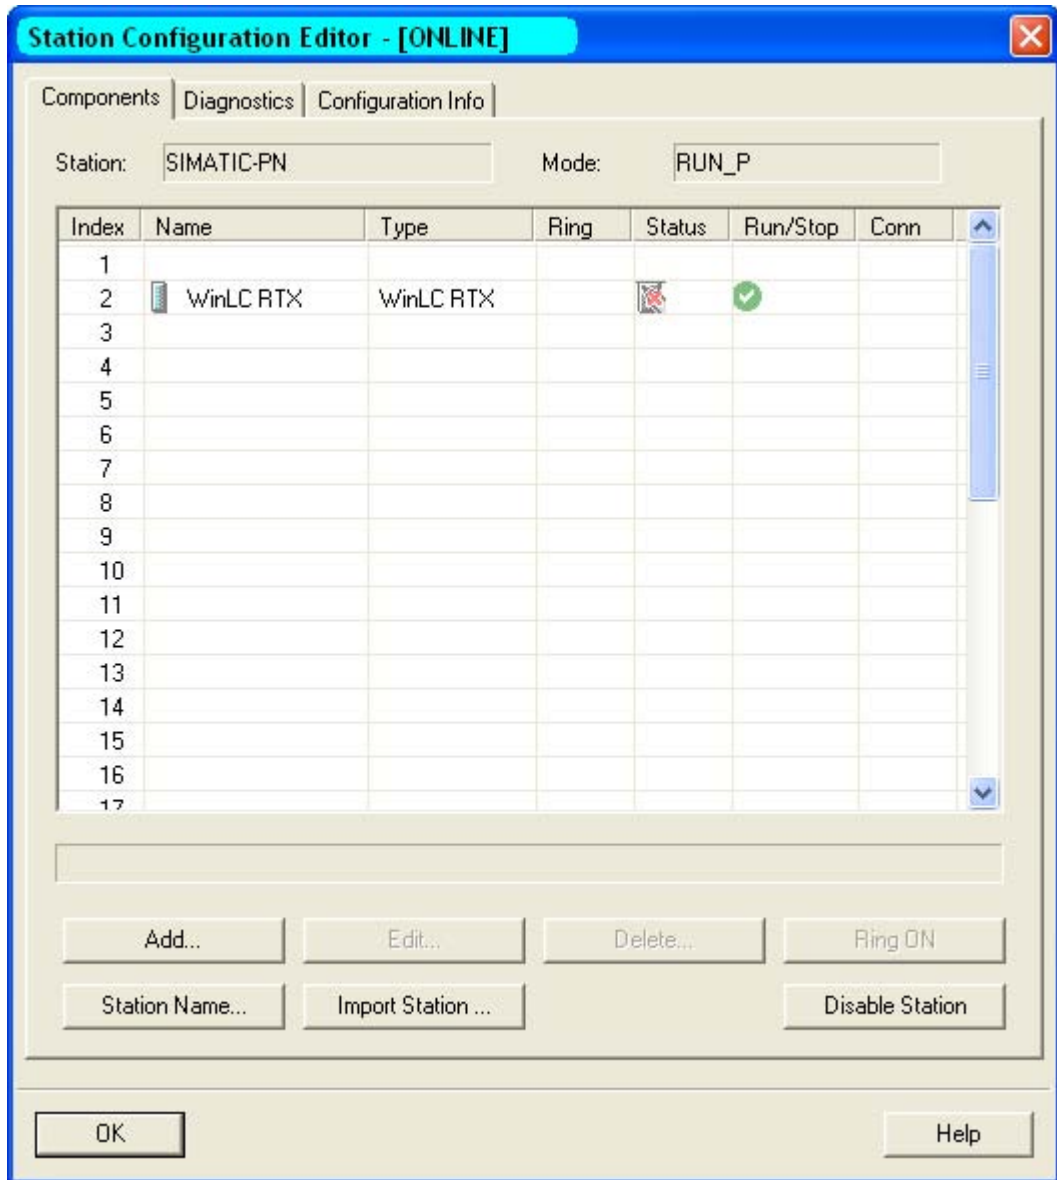 Station Configuration Editor - [ONLINE]
Components Diagnostics Configuration Info
Station: SIMATIC-PN Mode: RUN_P
Index Name Type Ring Status Run/Stop Conn
1
2 WinLC RTX WinLC RTX
3
4
5
6
7
8
9
10
11
12
13
14
15
16
17
Add... Edit... Delete... Ring ON
Station Name... Import Station ... Disable Station
OK Help